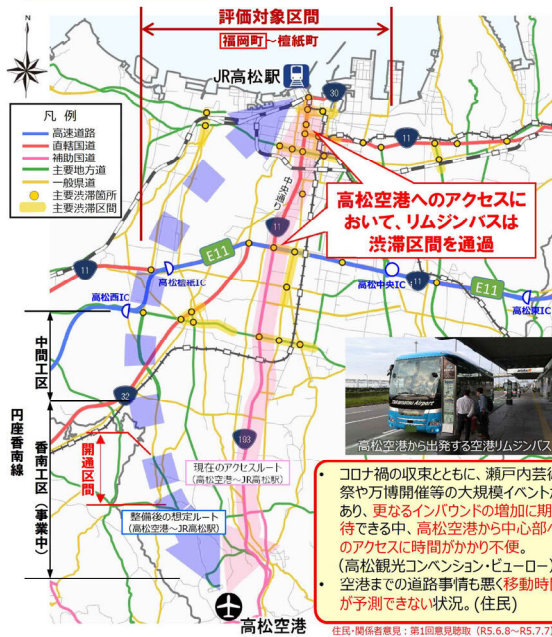 評価対象区間
福岡町～檀紙町
JR高松駅
30
凡例
高速道路
直轄国道
補助国道
主要地方道
一般県道
主要渋滞箇所
主要渋滞区間
11
中央通り
高松空港へのアクセスに
おいて、リムジンバスは
渋滞区間を通過
11
E11
11
高松檀紙IC
E11
高松中央IC
11
高松西IC
高松東IC
中間工区
32
円座香南線
香南工区(事業中)
開通区間
193
現在のアクセスルート
(高松空港～JR高松駅)
整備後の想定ルート
(高松空港～JR高松駅)
高松空港
Takamatsu Airport
高松空港から出発する空港リムジンバス
• コロナ禍の収束とともに、瀬戸内芸術
祭や万博開催等の大規模イベントが
あり、更なるインバウンドの増加に期
待できる中、高松空港から中心部へ
のアクセスに時間がかかり不便。
(高松観光コンベンション・ビューロー)
• 空港までの道路事情も悪く移動時間
が予測できない状況。(住民)
住民・関係者意見：第1回意見聴取（R5.6.8～R5.7.7）